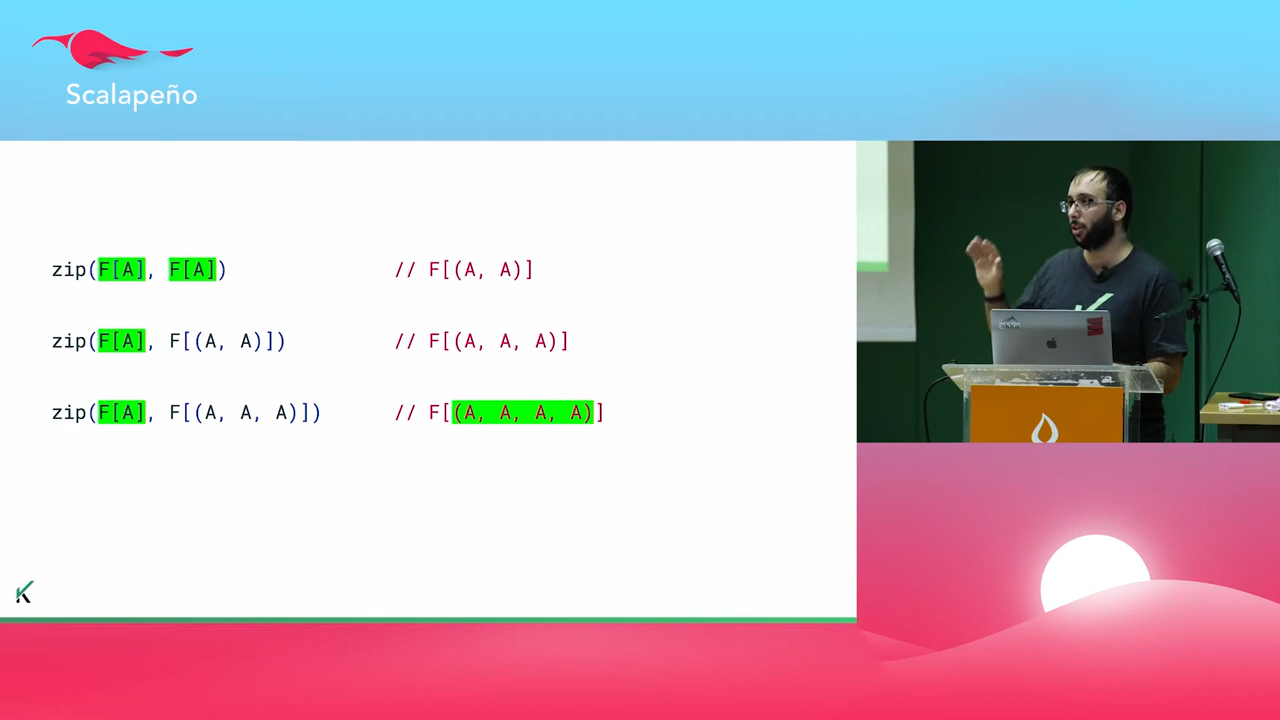 Scalapeño
zip(F[A], F[A]) // F[(A, A)]
zip(F[A], F[(A, A)]) // F[(A, A, A)]
zip(F[A], F[(A, A, A)]) // F[(A, A, A, A)]
K